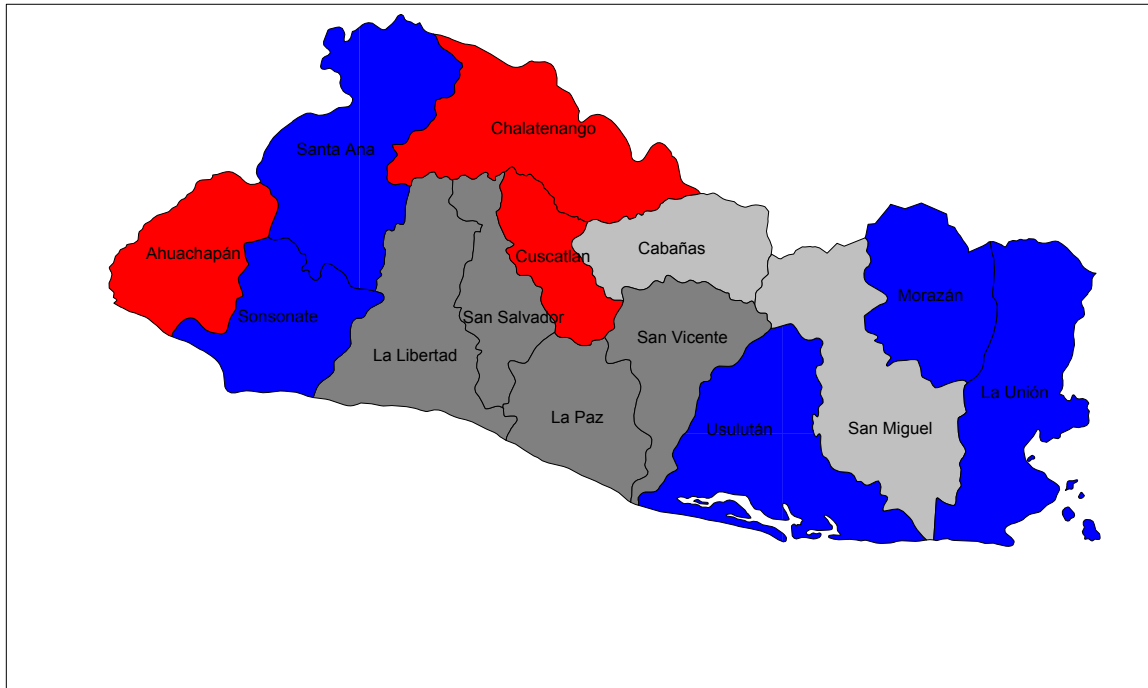 Chalatenango
Santa Ana
Ahuachapán
Cabañas
Cuscatlan
Morazán
Sonsonate
San Salvador
San Vicente
La Libertad
La Unión
La Paz
Usulután
San Miguel